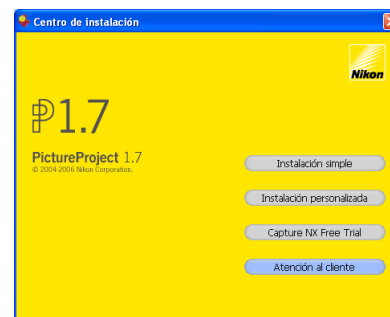 Centro de instalación
Nikon
P1.7
PictureProject 1.7
© 2004-2006 Nikon Corporation.
Instalación simple
Instalación personalizada
Capture NX Free Trial
Atención al cliente